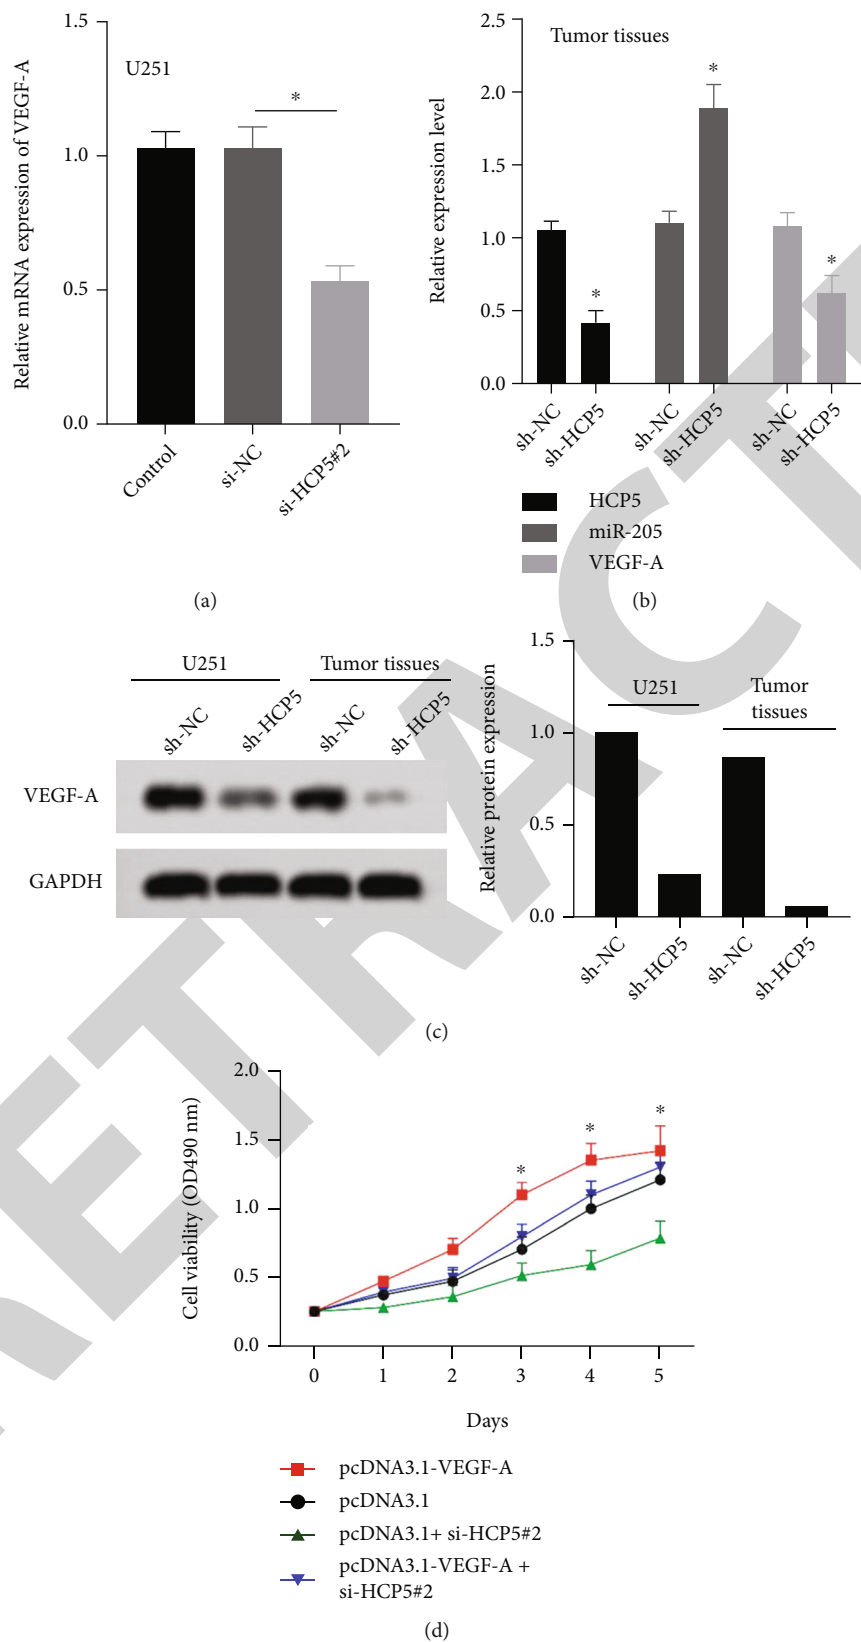 1.5
1.0
0.5
0.0
Relative mRNA expression of VEGF-A
U251
*
Control
si-NC
si-HCP5#2
(a)
2.5
2.0
1.5
1.0
0.5
0.0
Relative expression level
Tumor tissues
*
*
*
sh-NC
sh-HCP5
sh-NC
sh-HCP5
sh-NC
sh-HCP5
HCP5
miR-205
VEGF-A
(b)
U251
Tumor tissues
sh-NC
sh-HCP5
sh-NC
sh-HCP5
VEGF-A
GAPDH
1.5
1.0
0.5
0.0
Relative protein expression
U251
Tumor
tissues
sh-NC
sh-HCP5
sh-NC
sh-HCP5
(c)
2.0
1.5
1.0
0.5
0.0
Cell viability (OD490 nm)
*
*
*
0 1 2 3 4 5
Days
pcDNA3.1-VEGF-A
pcDNA3.1
pcDNA3.1+ si-HCP5#2
pcDNA3.1-VEGF-A +
si-HCP5#2
(d)
RETRACT